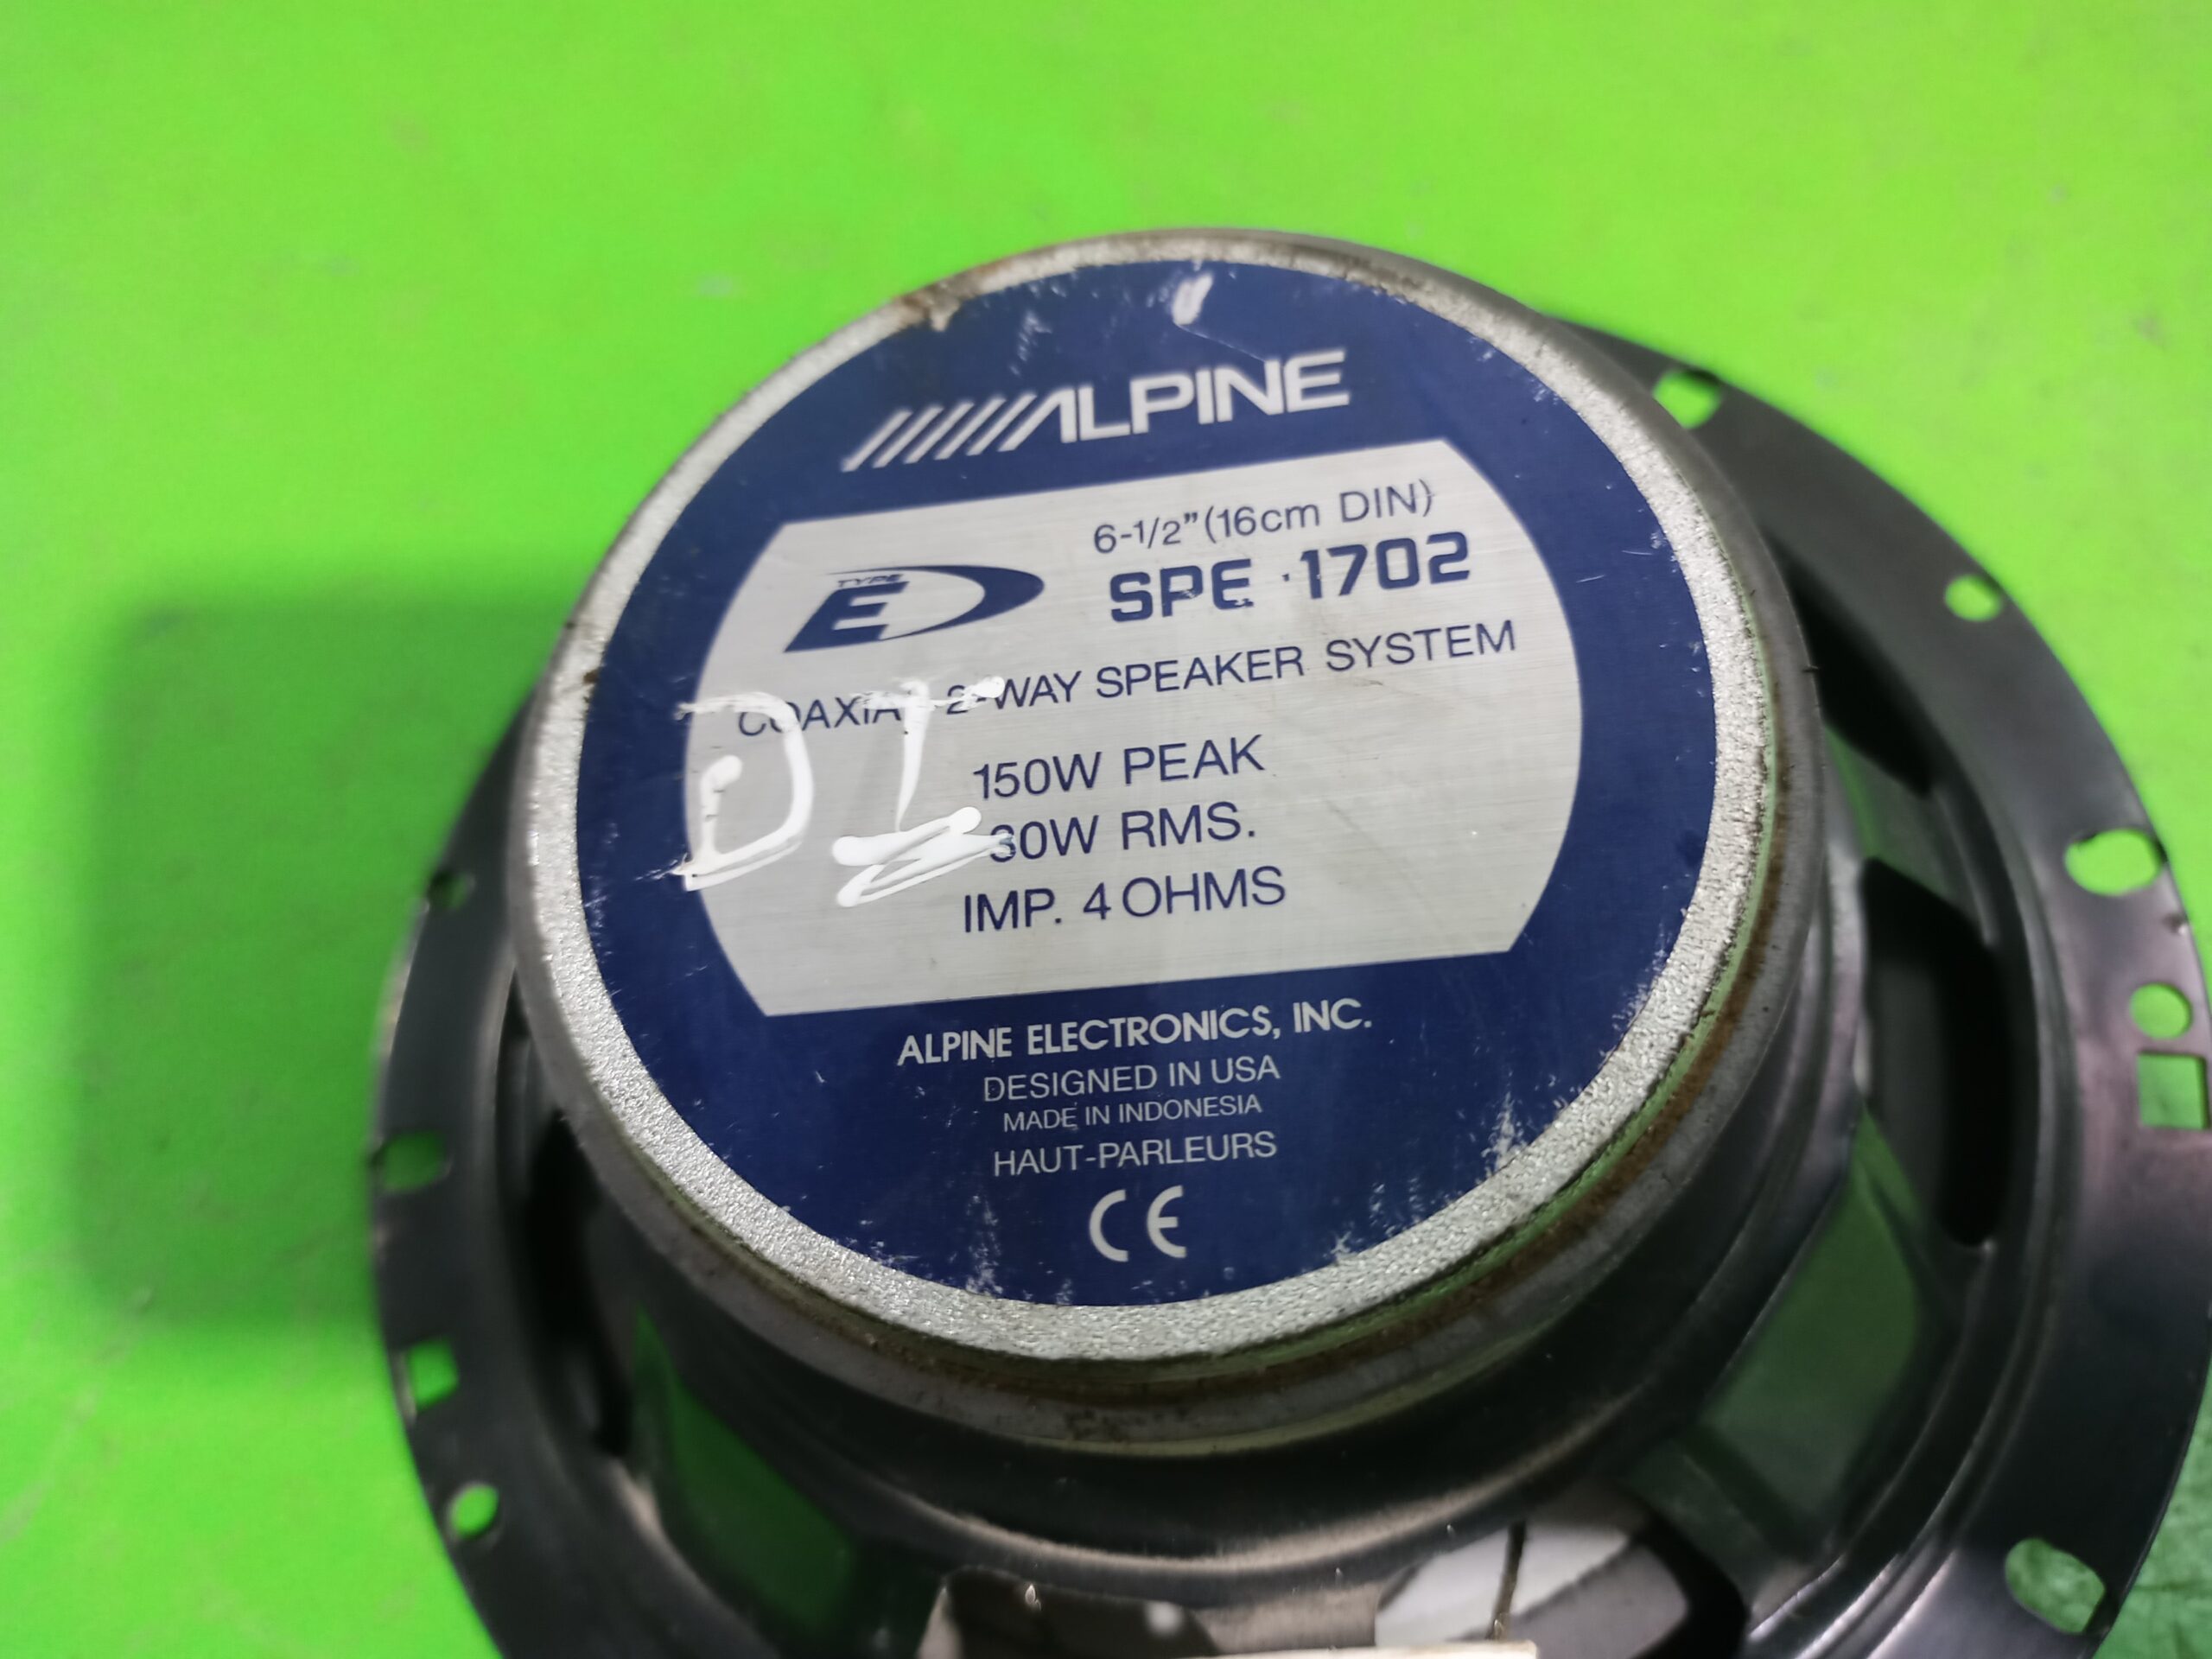 ALPINE
6-1/2"(16cm DIN)
TYPE E
SPE·1702
COAXIAL 2-WAY SPEAKER SYSTEM
150W PEAK
30W RMS.
IMP. 4 OHMS
ALPINE ELECTRONICS, INC.
DESIGNED IN USA
MADE IN INDONESIA
HAUT-PARLEURS
CE